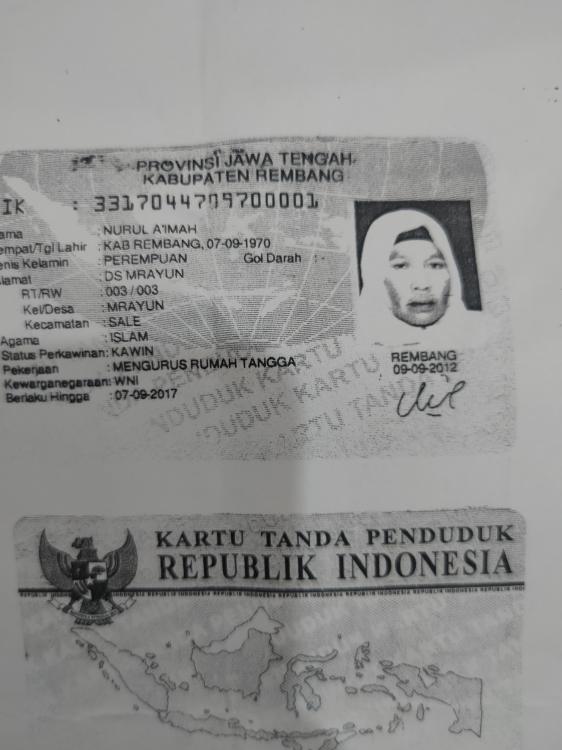 PROVINSI JAWA TENGAH
KABUPATEN REMBANG
IK : 3317044709700001
ama : NURUL A'IMAH
empat/Tgl Lahir : KAB REMBANG, 07-09-1970
enis Kelamin : PEREMPUAN Gol Darah : -
lamat : DS MRAYUN
RT/RW : 003 / 003
Kel/Desa : MRAYUN
Kecamatan : SALE
Agama : ISLAM
Status Perkawinan: KAWIN
Pekerjaan : MENGURUS RUMAH TANGGA
Kewarganegaraan: WNI
Berlaku Hingga : 07-09-2017
REMBANG
09-09-2012
KARTU TANDA PENDUDUK
REPUBLIK INDONESIA